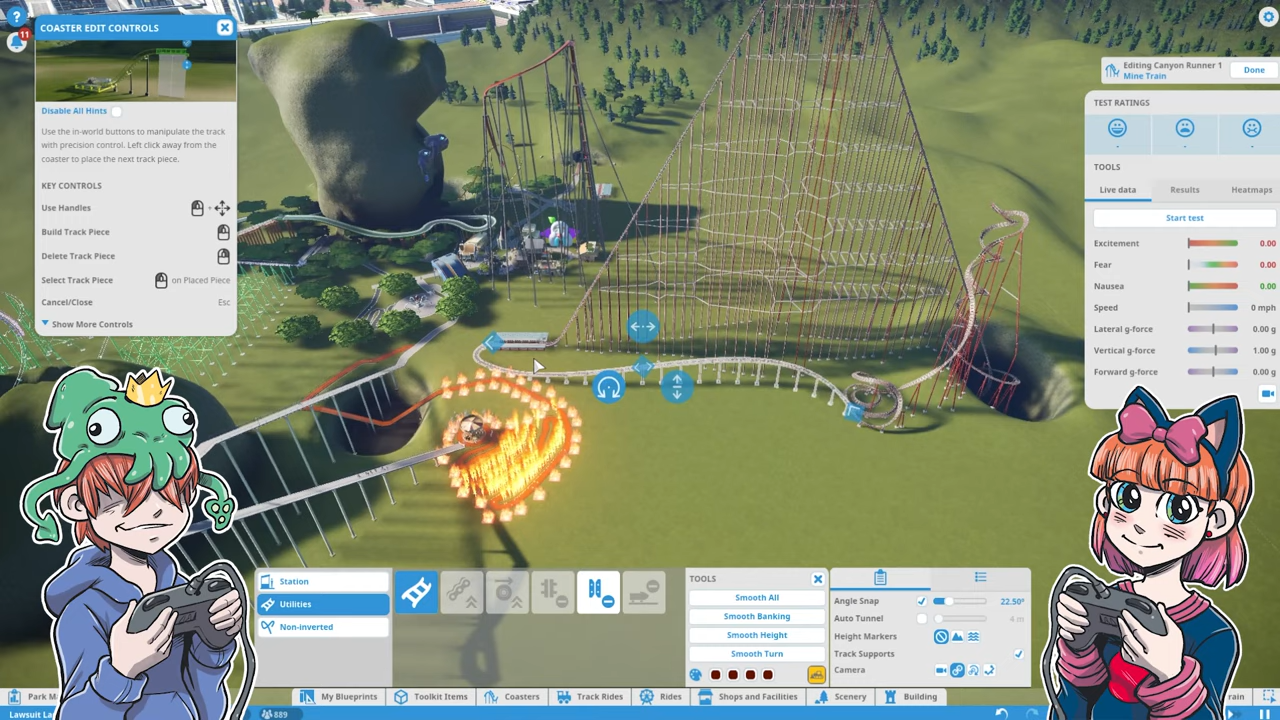 ?
11
COASTER EDIT CONTROLS
Disable All Hints
Use the in-world buttons to manipulate the track
with precision control. Left click away from the
coaster to place the next track piece.
KEY CONTROLS
Use Handles
Build Track Piece
Delete Track Piece
Select Track Piece on Placed Piece
Cancel/Close Esc
Show More Controls
Editing Canyon Runner 1
Mine Train
Done
TEST RATINGS
- - -
TOOLS
Live data Results Heatmaps
Start test
Excitement 0.00
Fear 0.00
Nausea 0.00
Speed 0 mph
Lateral g-force 0.00 g
Vertical g-force 1.00 g
Forward g-force 0.00 g
Station
Utilities
Non-inverted
TOOLS
Smooth All
Smooth Banking
Smooth Height
Smooth Turn
Angle Snap 22.50°
Auto Tunnel 4 m
Height Markers
Track Supports
Camera
Park M
My Blueprints
Toolkit Items
Coasters
Track Rides
Rides
Shops and Facilities
Scenery
Building
rain
Lawsuit La
889